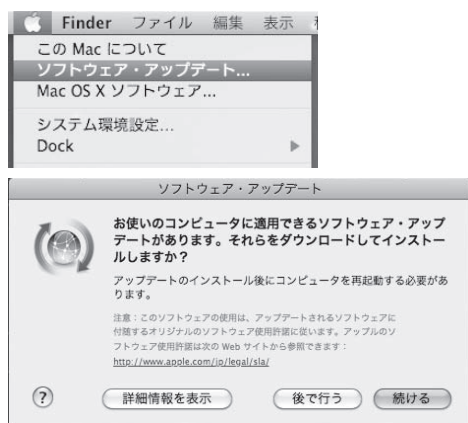 Finder ファイル 編集 表示
この Mac について
ソフトウェア・アップデート...
Mac OS X ソフトウェア...
システム環境設定...
Dock
ソフトウェア・アップデート
お使いのコンピュータに適用できるソフトウェア・アップ
デートがあります。それらをダウンロードしてインストー
ルしますか？
アップデートのインストール後にコンピュータを再起動する必要があ
ります。
注意：このソフトウェアの使用は、アップデートされるソフトウェアに
付随するオリジナルのソフトウェア使用許諾に従います。アップルのソ
フトウェア使用許諾は次の Web サイトから参照できます：
http://www.apple.com/jp/legal/sla/
? 詳細情報を表示 後で行う 続ける